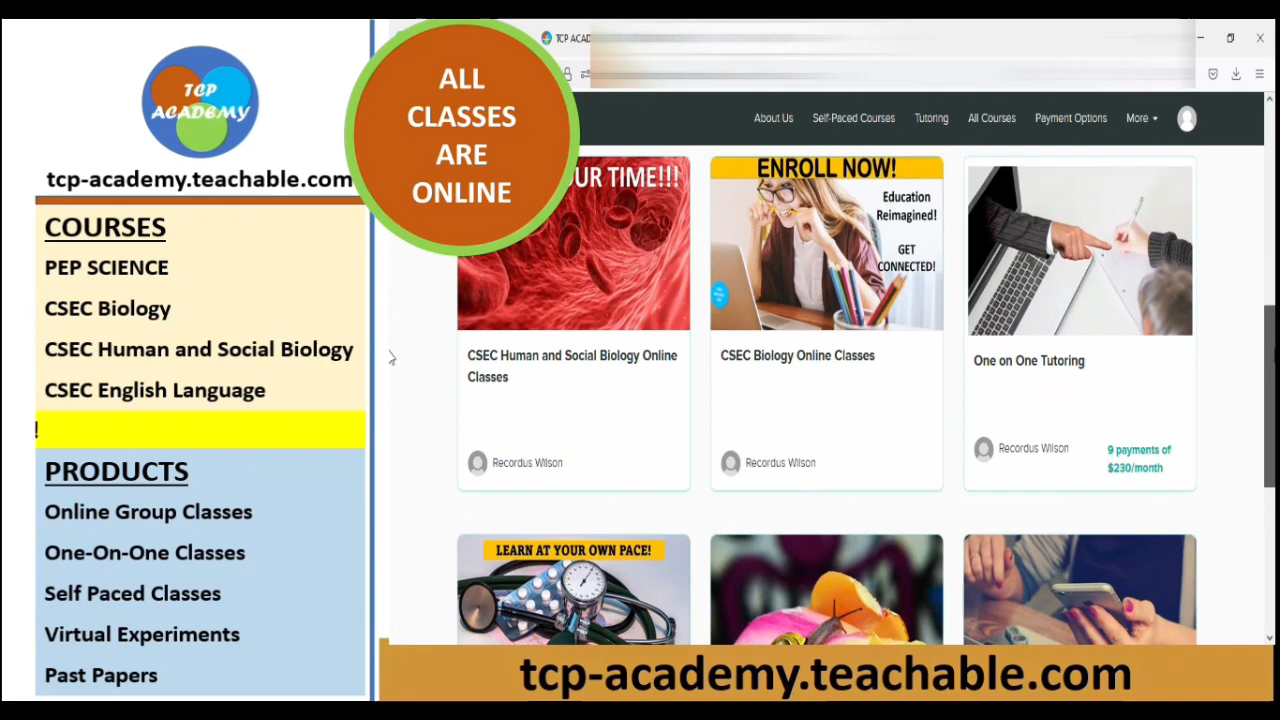 TCP
ACADEMY
tcp-academy.teachable.com
COURSES
PEP SCIENCE
CSEC Biology
CSEC Human and Social Biology
CSEC English Language
!
PRODUCTS
Online Group Classes
One-On-One Classes
Self Paced Classes
Virtual Experiments
Past Papers
ALL
CLASSES
ARE
ONLINE
TCP ACAD
About Us Self-Paced Courses Tutoring All Courses Payment Options More
OUR TIME!!!
ENROLL NOW!
Education
Reimagined!
GET
CONNECTED!
CSEC Human and Social Biology Online
Classes
Recordus Wilson
CSEC Biology Online Classes
Recordus Wilson
One on One Tutoring
Recordus Wilson
9 payments of
$230/month
LEARN AT YOUR OWN PACE!
tcp-academy.teachable.com